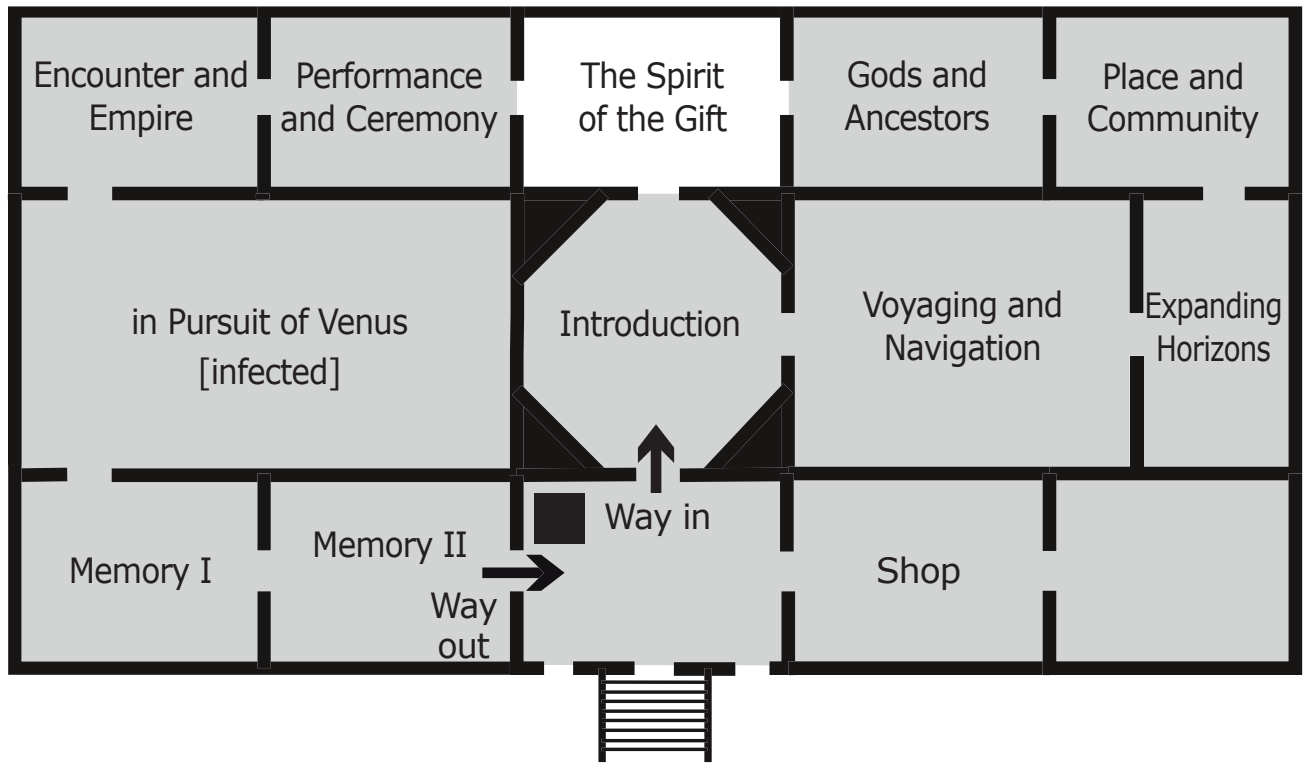 Encounter and
Empire
Performance
and Ceremony
The Spirit
of the Gift
Gods and
Ancestors
Place and
Community
in Pursuit of Venus
[infected]
Introduction
Voyaging and
Navigation
Expanding
Horizons
Memory I
Memory II
Way
out
Way in
Shop